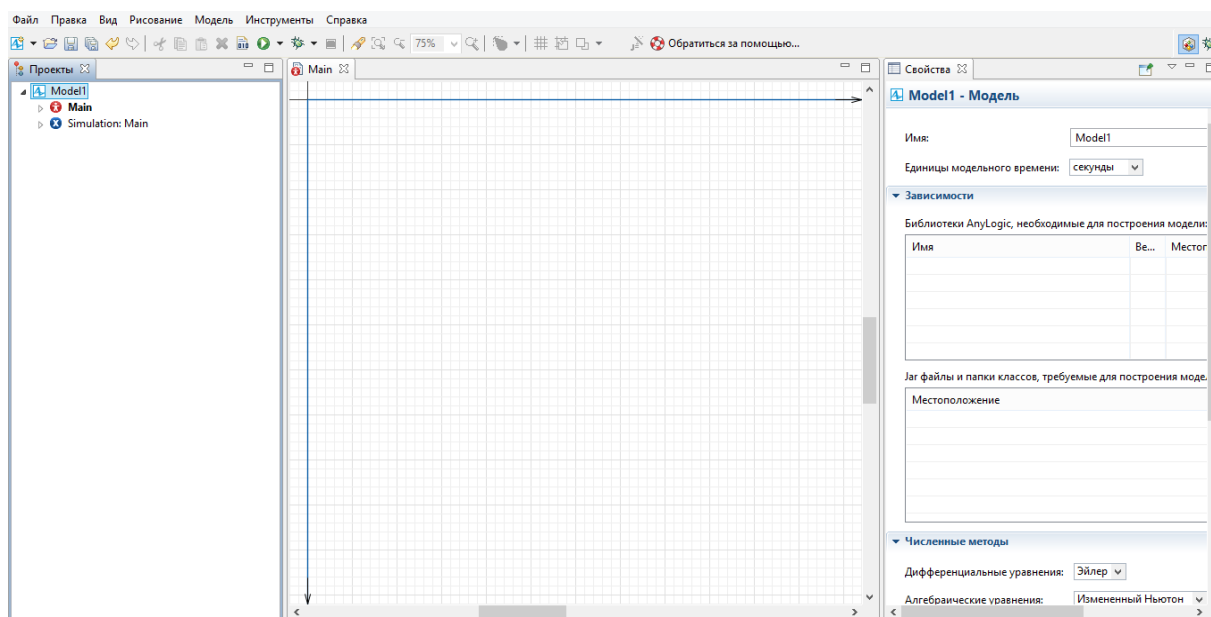 Файл Правка Вид Рисование Модель Инструменты Справка
75% Обратиться за помощью...
Проекты
Model1
Main
Simulation: Main
Main
Свойства
Model1 - Модель
Имя: Model1
Единицы модельного времени: секунды
Зависимости
Библиотеки AnyLogic, необходимые для построения модели:
Имя Ве... Местоп
Jar файлы и папки классов, требуемые для построения моде
Местоположение
Численные методы
Дифференциальные уравнения: Эйлер
Алгебраические уравнения: Измененный Ньютон